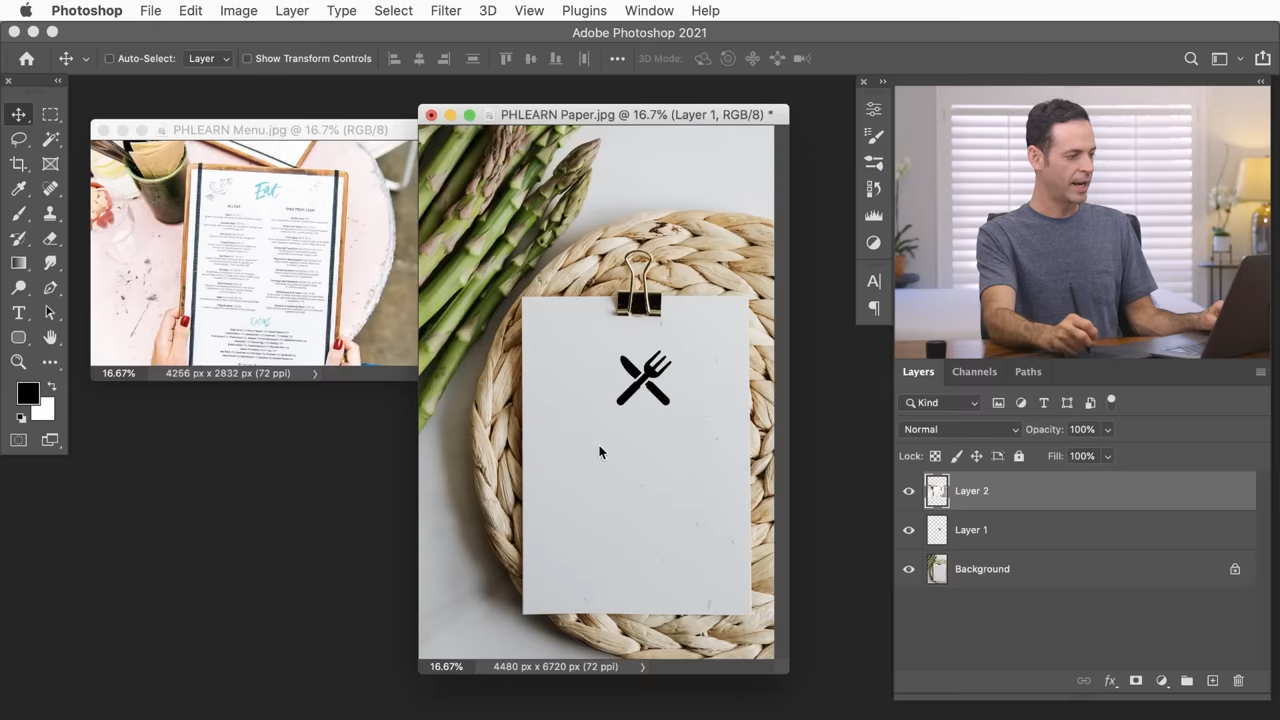 Photoshop File Edit Image Layer Type Select Filter 3D View Plugins Window Help
Adobe Photoshop 2021
Auto-Select: Layer Show Transform Controls 3D Mode:
PHLEARN Menu.jpg @ 16.7% (RGB/8)
Eat
16.67% 4256 px x 2832 px (72 ppi)
PHLEARN Paper.jpg @ 16.7% (Layer 1, RGB/8) *
16.67% 4480 px x 6720 px (72 ppi)
Layers Channels Paths
Kind
Normal Opacity: 100%
Lock: Fill: 100%
Layer 2
Layer 1
Background